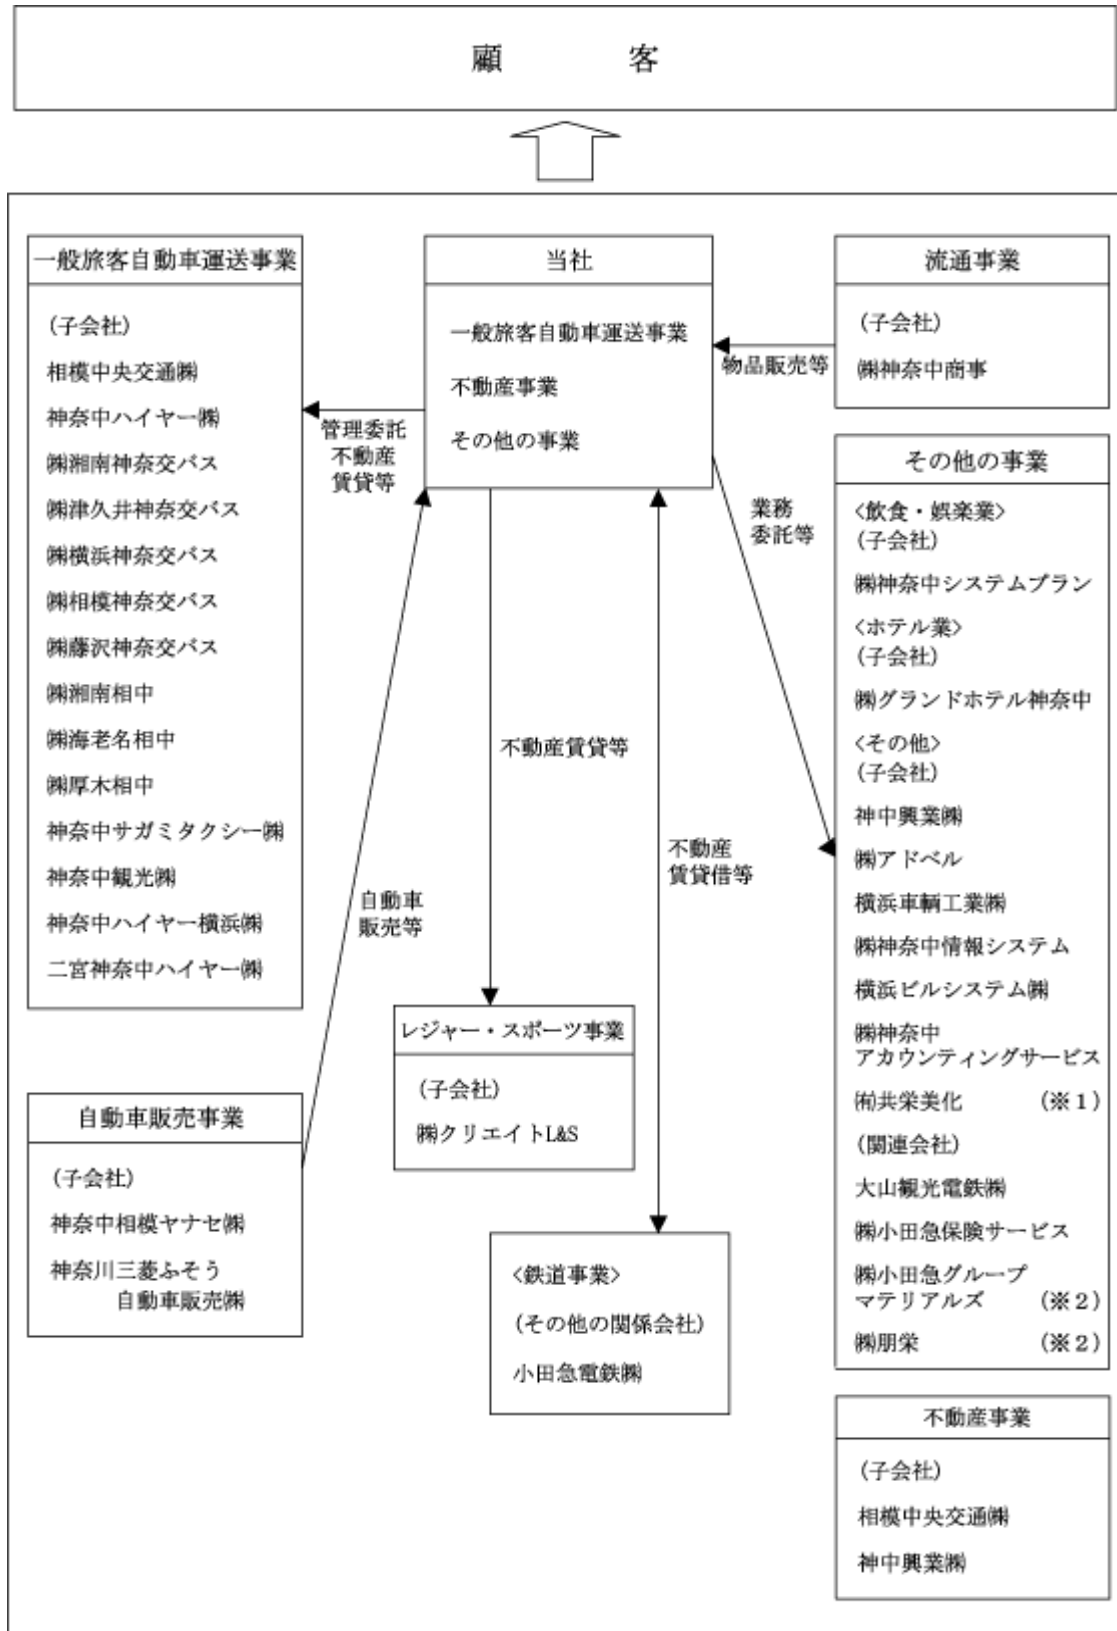 顧　客
一般旅客自動車運送事業
(子会社)
相模中央交通㈱
神奈中ハイヤー㈱
㈱湘南神奈交バス
㈱津久井神奈交バス
㈱横浜神奈交バス
㈱相模神奈交バス
㈱藤沢神奈交バス
㈱湘南相中
㈱海老名相中
㈱厚木相中
神奈中サガミタクシー㈱
神奈中観光㈱
神奈中ハイヤー横浜㈱
二宮神奈中ハイヤー㈱
自動車販売事業
(子会社)
神奈中相模ヤナセ㈱
神奈川三菱ふそう
自動車販売㈱
当社
一般旅客自動車運送事業
不動産事業
その他の事業
管理委託
不動産
賃貸等
物品販売等
業務
委託等
不動産賃貸等
不動産
賃貸借等
自動車
販売等
レジャー・スポーツ事業
(子会社)
㈱クリエイトL&S
<鉄道事業>
(その他の関係会社)
小田急電鉄㈱
流通事業
(子会社)
㈱神奈中商事
その他の事業
<飲食・娯楽業>
(子会社)
㈱神奈中システムプラン
<ホテル業>
(子会社)
㈱グランドホテル神奈中
<その他>
(子会社)
神中興業㈱
㈱アドベル
横浜車輌工業㈱
㈱神奈中情報システム
横浜ビルシステム㈱
㈱神奈中
アカウンティングサービス
㈲共栄美化　(※1)
(関連会社)
大山観光電鉄㈱
㈱小田急保険サービス
㈱小田急グループ
マテリアルズ　(※2)
㈱朋栄　(※2)
不動産事業
(子会社)
相模中央交通㈱
神中興業㈱